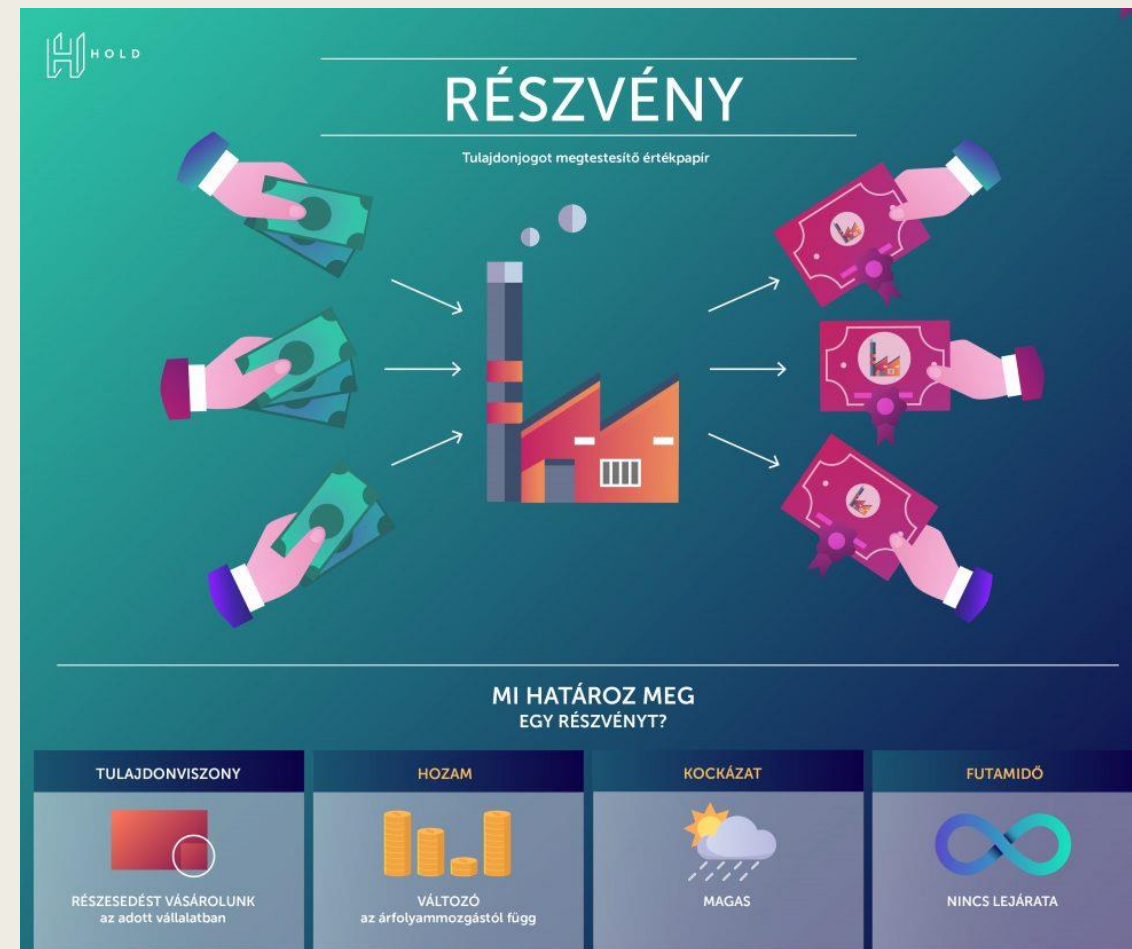 HOLD
RÉSZVÉNY
Tulajdonjogot megtestesítő értékpapír
MI HATÁROZ MEG
EGY RÉSZVÉNYT?
TULAJDONVISZONY
RÉSZESEDÉST VÁSÁROLUNK
az adott vállalatban
HOZAM
VÁLTOZÓ
az árfolyammozgástól függ
KOCKÁZAT
MAGAS
FUTAMIDŐ
NINCS LEJÁRATA